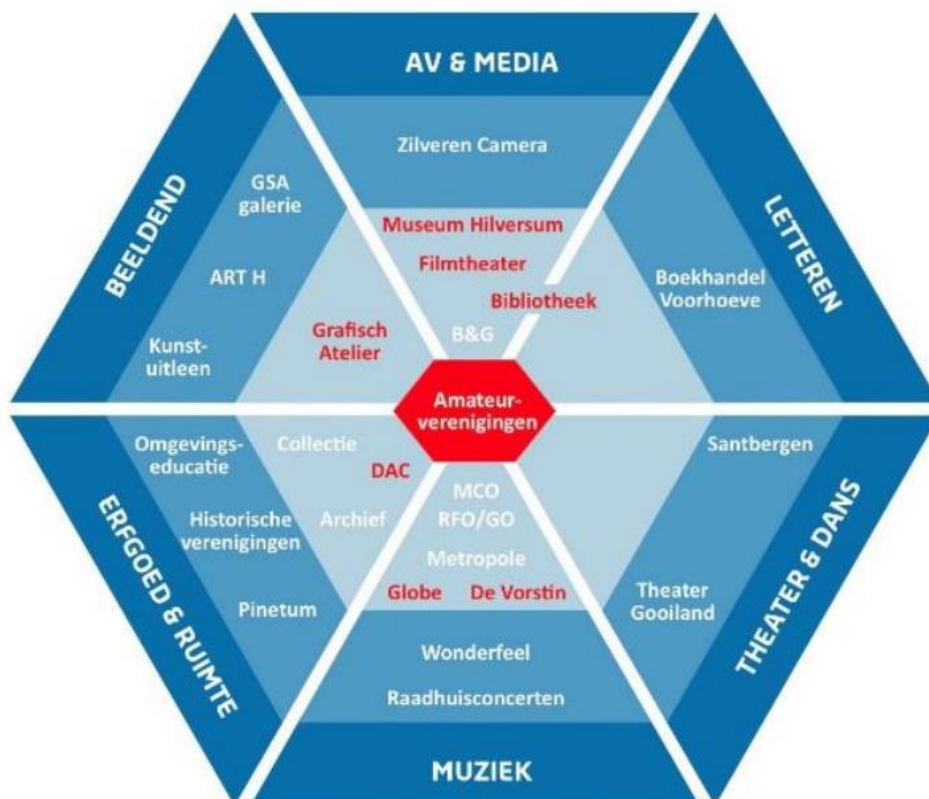 AV & MEDIA
Zilveren Camera
Museum Hilversum
Filmtheater
Bibliotheek
B&G
BEELDEND
GSA
galerie
ART H
Kunst-
uitleen
Grafisch
Atelier
LETTEREN
Boekhandel
Voorhoeve
Amateur-
verenigingen
ERFGOED & RUIMTE
Omgevings-
educatie
Historische
verenigingen
Pinetum
Collectie
DAC
Archief
MCO
RFO/GO
Metropole
Globe De Vorstin
Wonderfeel
Raadhuisconcerten
MUZIEK
Santbergen
Theater
Gooiland
THEATER & DANS